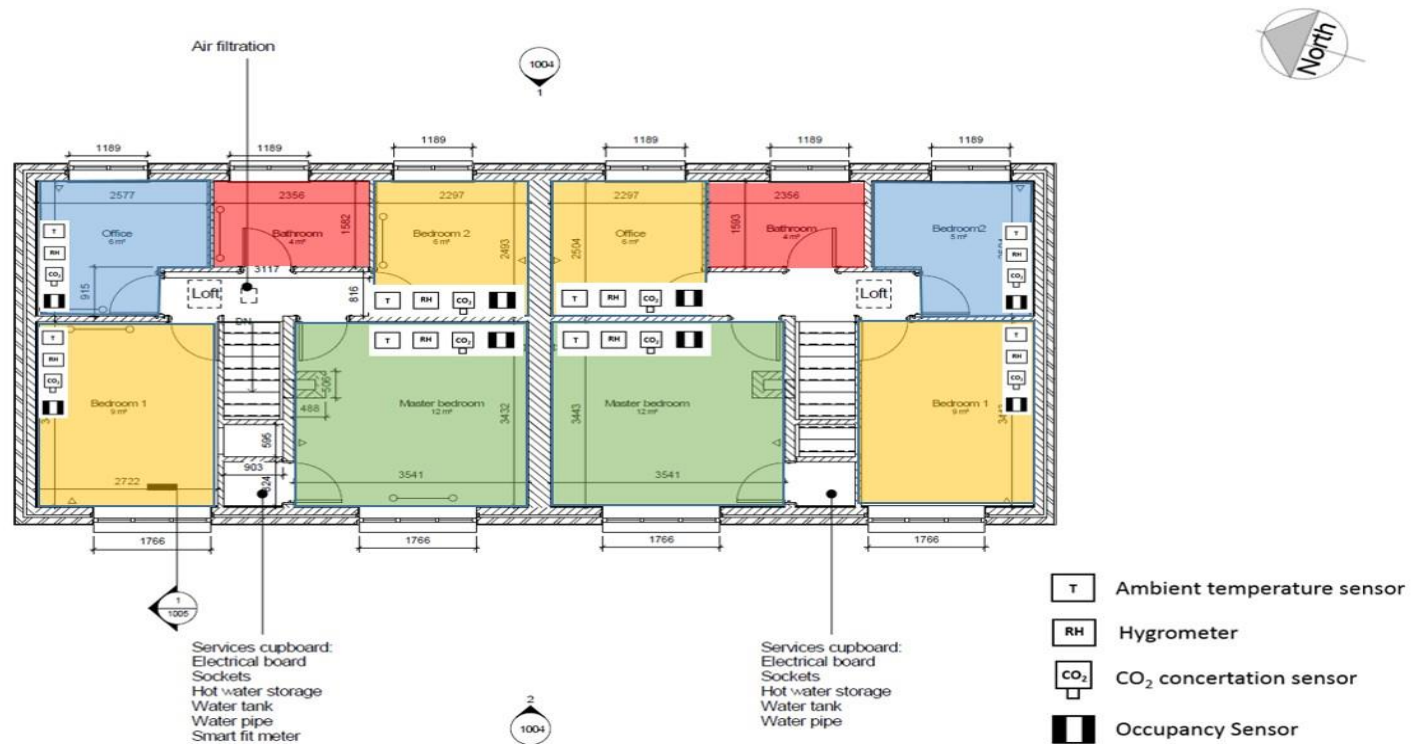 Air filtration
1004
1
North
1189
1189
1189
1189
1189
1189
2577
2356
2297
2297
2356
Office
6 m²
Bathroom
4 m²
1582
Bedroom 2
6 m²
2493
2504
Office
6 m²
1593
Bathroom
4 m²
Bedroom2
5 m²
T
RH
CO₂
T
RH
CO₂
915
3117
Loft
816
Loft
T RH CO₂
T RH CO₂
DN
T RH CO₂
T RH CO₂
T
RH
CO₂
T
RH
CO₂
506
488
Bedroom 1
9 m²
Master bedroom
12 m²
3432
3443
Master bedroom
12 m²
Bedroom 1
9 m²
595
903
2722
3541
3541
1766
1766
1766
1766
1
1005
Services cupboard:
Electrical board
Sockets
Hot water storage
Water tank
Water pipe
Smart fit meter
Services cupboard:
Electrical board
Sockets
Hot water storage
Water tank
Water pipe
2
1004
T Ambient temperature sensor
RH Hygrometer
CO₂ CO₂ concertation sensor
Occupancy Sensor